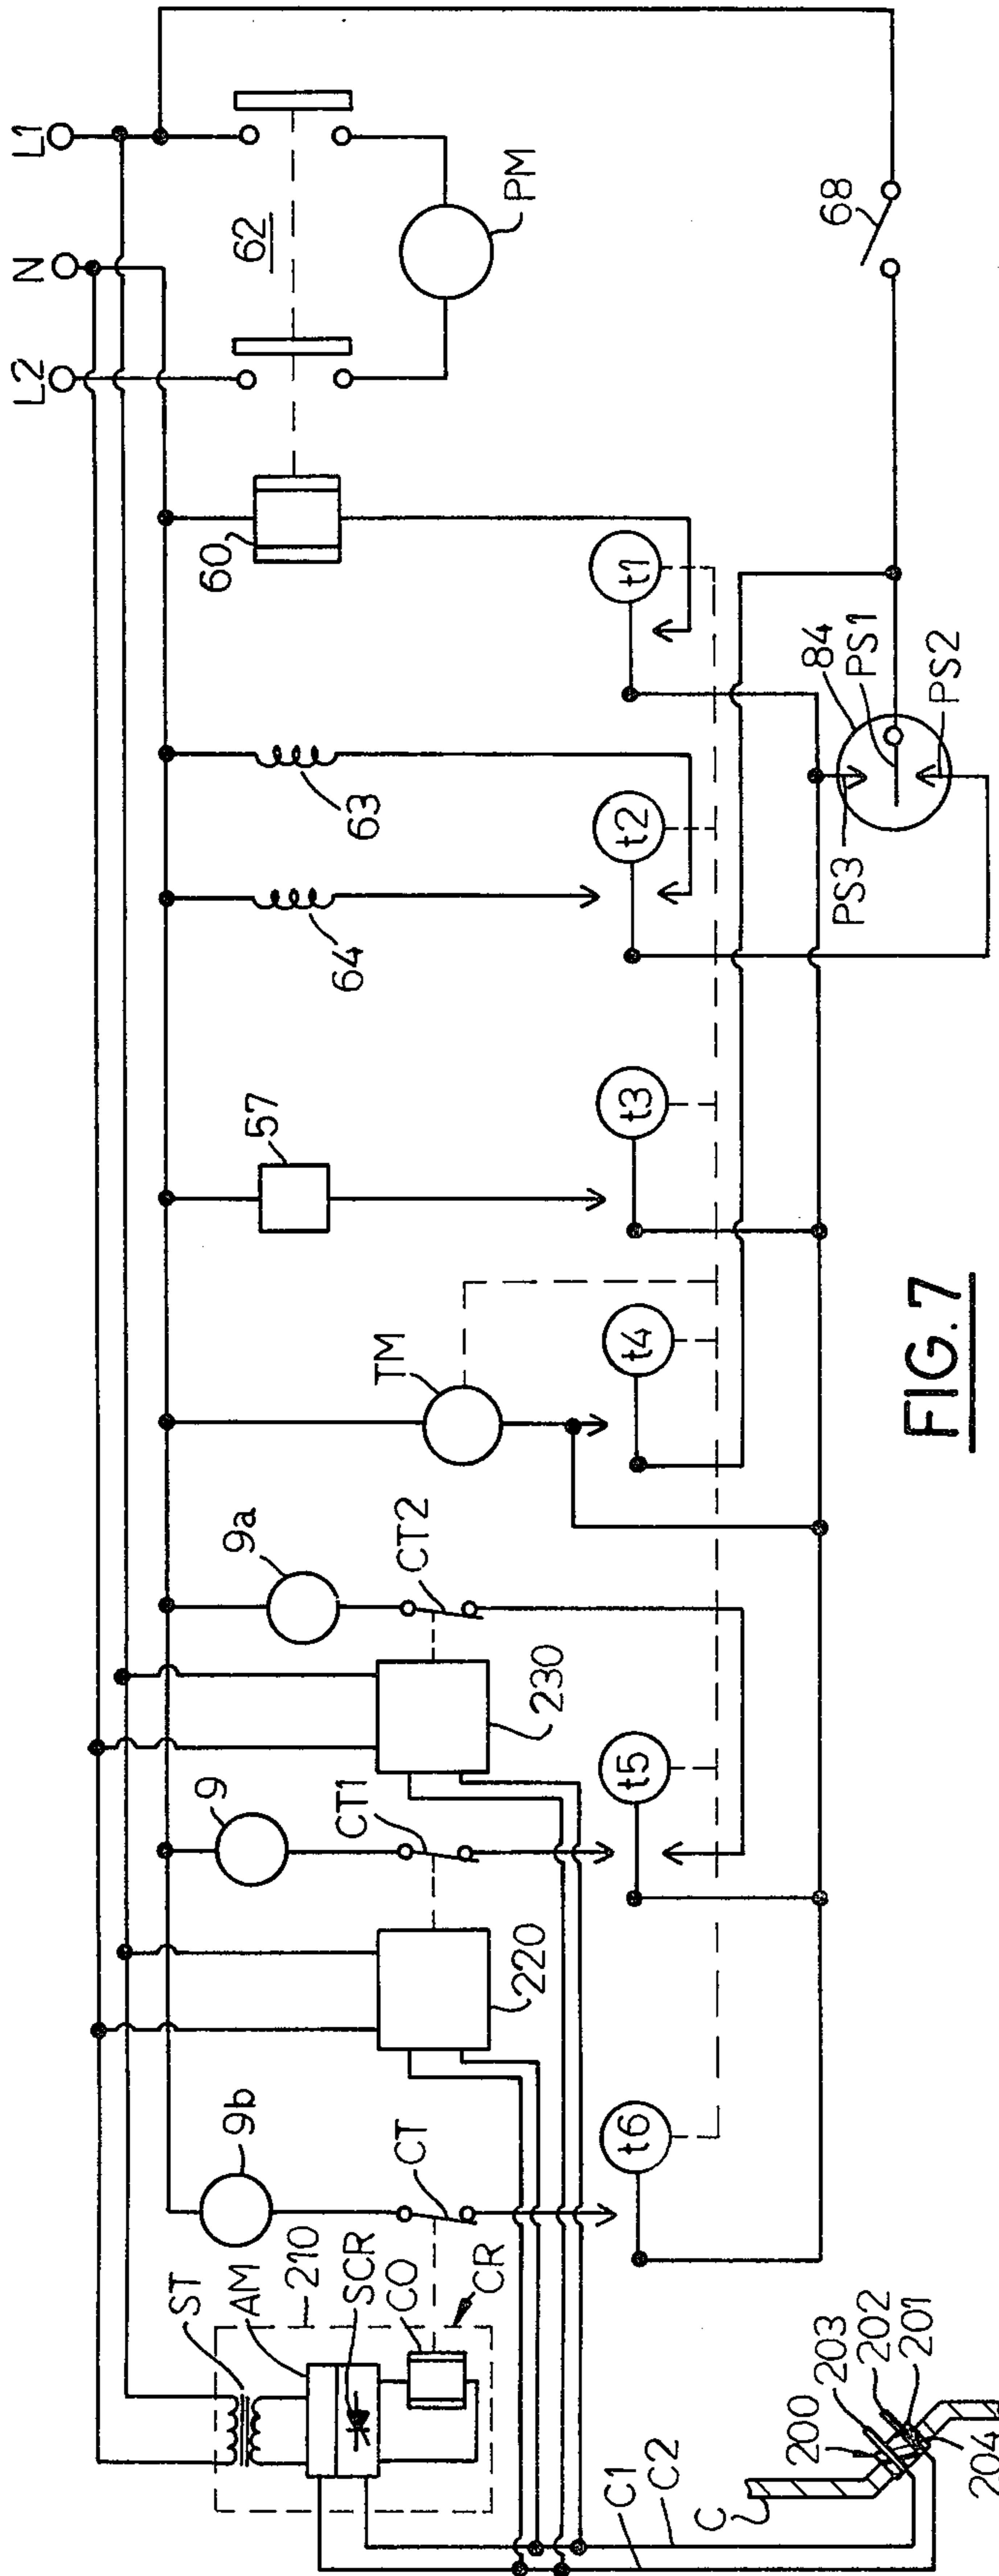 L2
N
L1
62
PM
60
63
64
57
TM
9a
CT2
230
9
CT1
220
9b
CT
ST
AM
210
SCR
CO
CR
t1
t2
t3
t4
t5
t6
68
84
PS1
PS2
PS3
C1
C2
C
200
203
202
201
204
FIG. 7